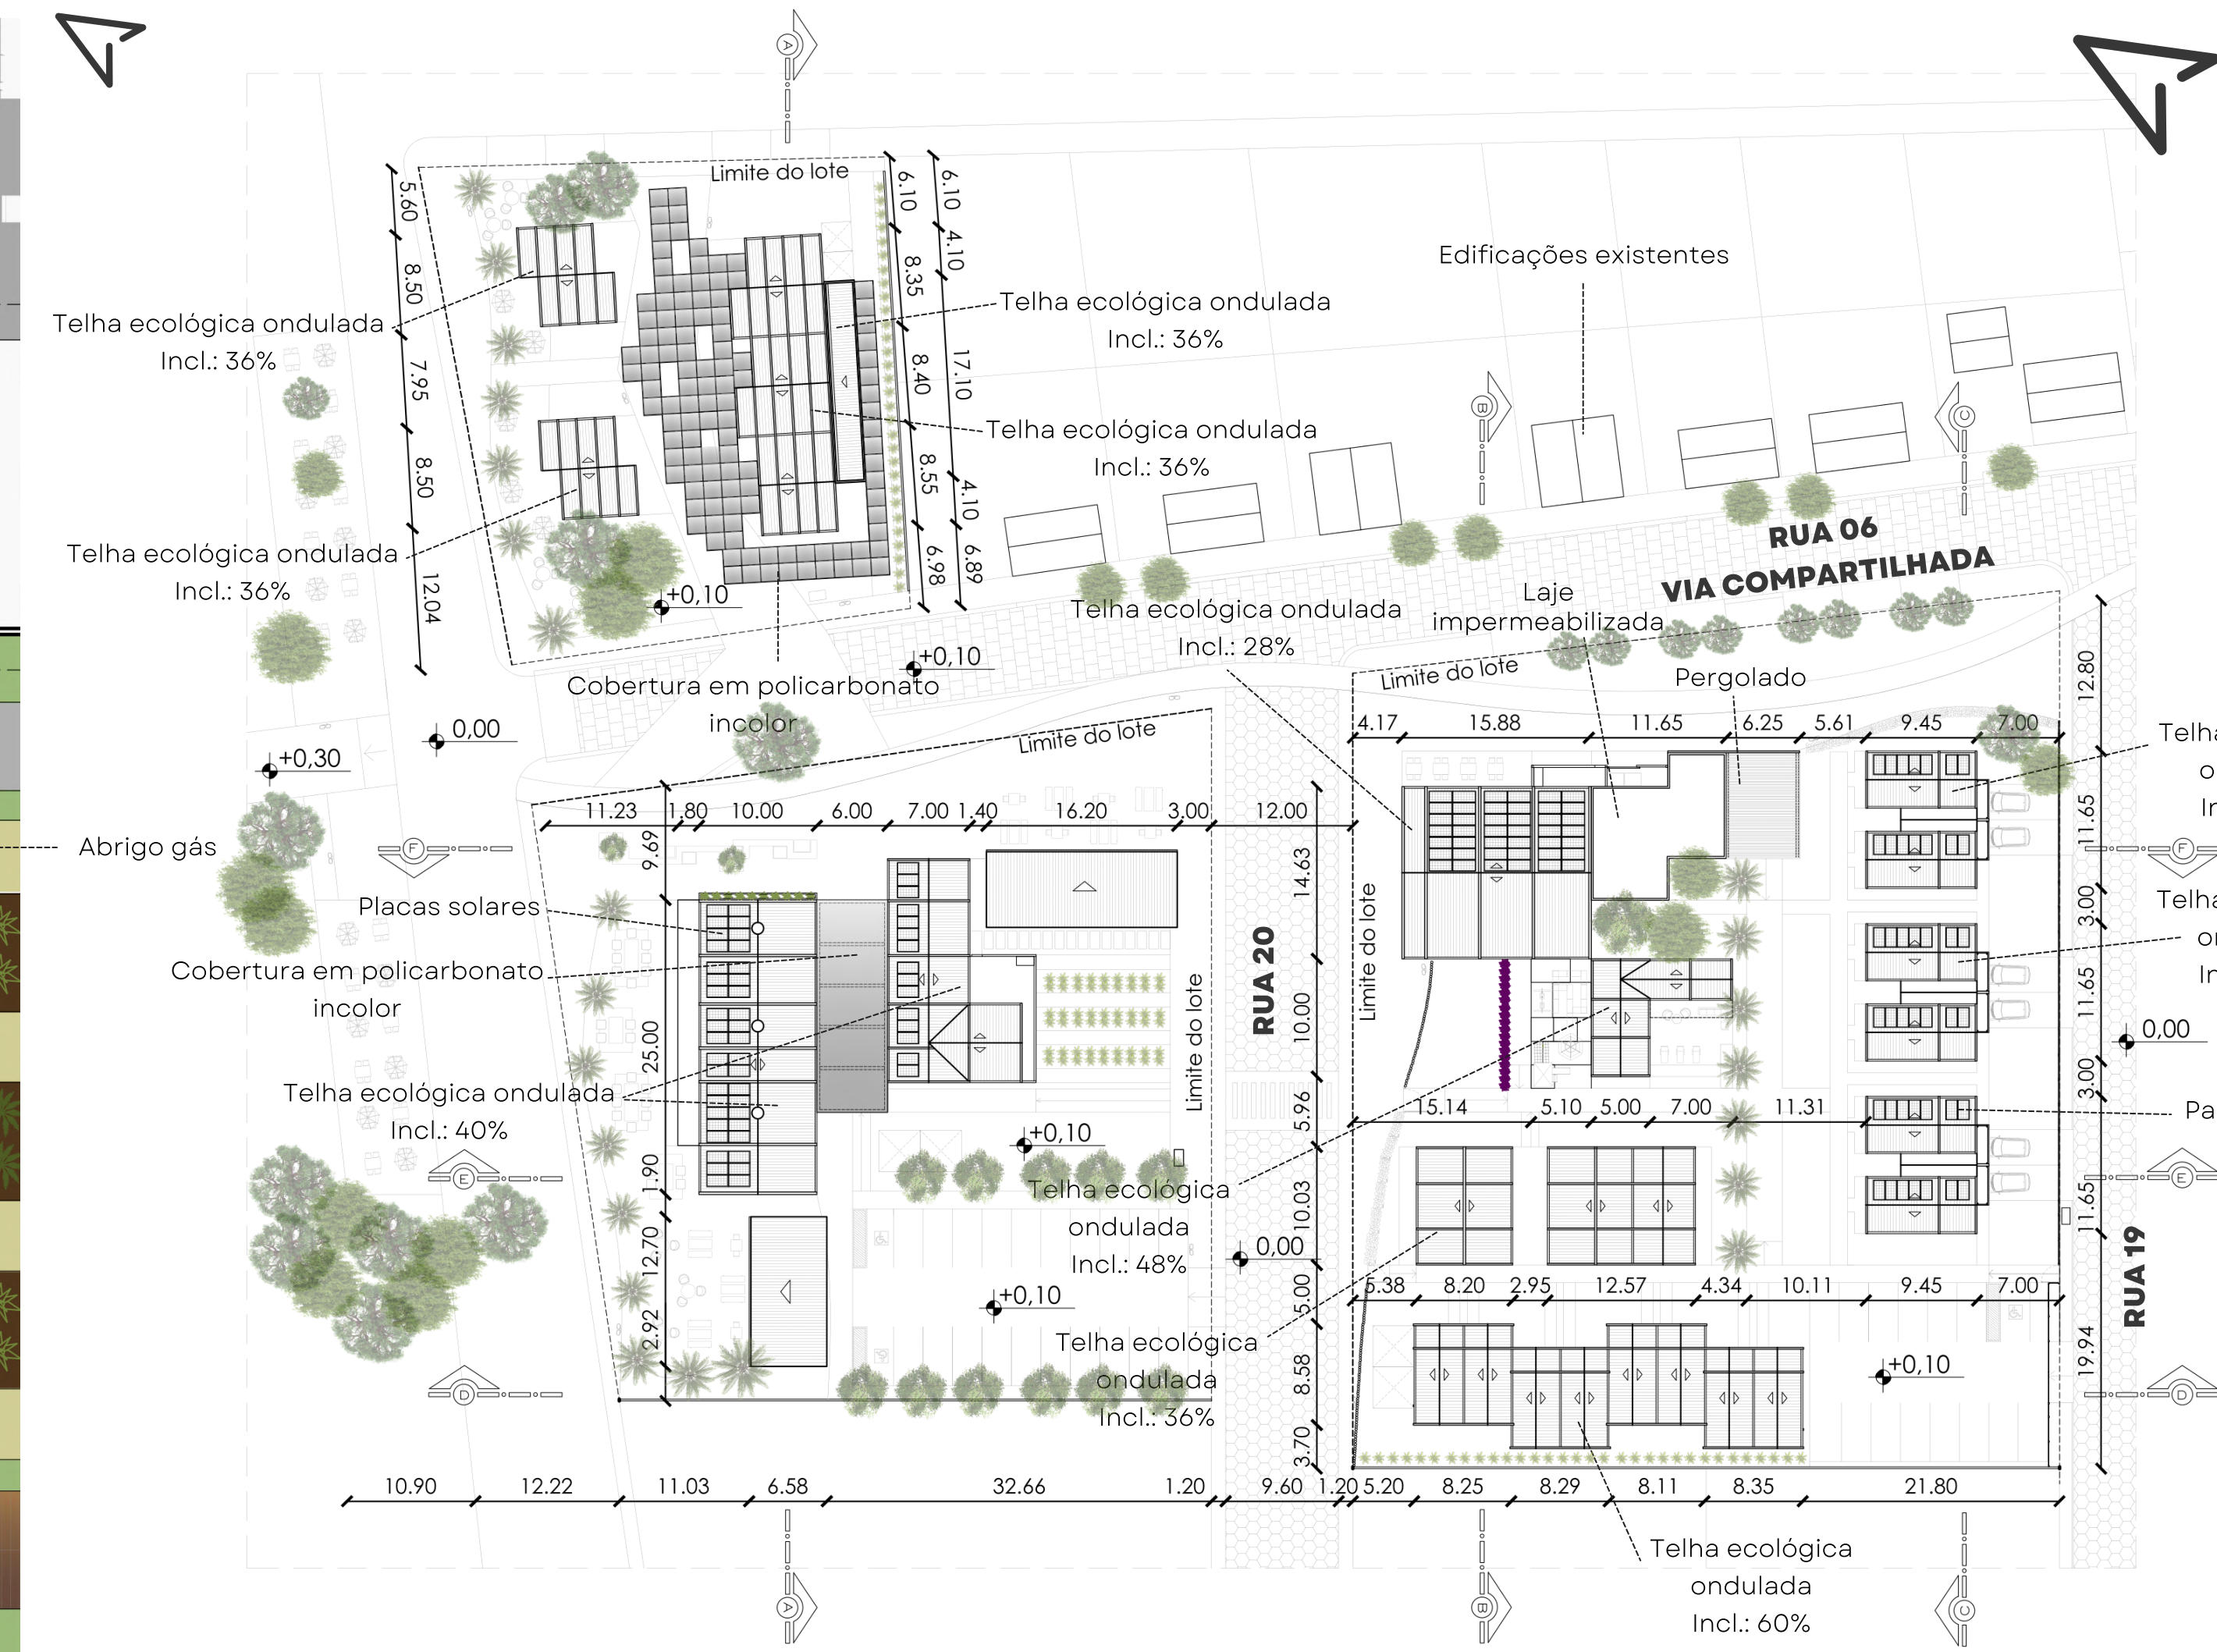 A
Limite do lote
5.60
8.50
7.95
8.50
12.04
6.10
8.35
8.40
8.55
6.98
6.10
4.10
17.10
4.10
6.89
Edificações existentes
Telha ecológica ondulada
Incl.: 36%
Telha ecológica ondulada
Incl.: 36%
Telha ecológica ondulada
Incl.: 36%
Telha ecológica ondulada
Incl.: 36%
B
C
RUA 06
VIA COMPARTILHADA
+0,10
+0,10
Telha ecológica ondulada
Incl.: 28%
Laje
impermeabilizada
Pergolado
Limite do lote
Cobertura em policarbonato
incolor
Limite do lote
0,00
+0,30
4.17 15.88 11.65 6.25 5.61 9.45 7.00
12.80
11.65
3.00
11.65
3.00
11.65
19.94
Telha
o
In
11.23 1.80 10.00 6.00 7.00 1.40 16.20 3.00 12.00
9.69
25.00
1.90
12.70
2.92
14.63
10.00
5.96
10.03
5.00
8.58
3.70
Abrigo gás
F
F
Placas solares
Telha
o
In
Cobertura em policarbonato
incolor
Limite do lote
RUA 20
Limite do lote
0,00
Telha ecológica ondulada
Incl.: 40%
15.14 5.10 5.00 7.00 11.31
Pa
+0,10
E
E
Telha ecológica
ondulada
Incl.: 48%
0,00
RUA 19
5.38 8.20 2.95 12.57 4.34 10.11 9.45 7.00
+0,10
Telha ecológica
ondulada
Incl.: 36%
+0,10
D
D
10.90 12.22 11.03 6.58 32.66 1.20 9.60 1.20 5.20 8.25 8.29 8.11 8.35 21.80
Telha ecológica
ondulada
Incl.: 60%
A
B
C